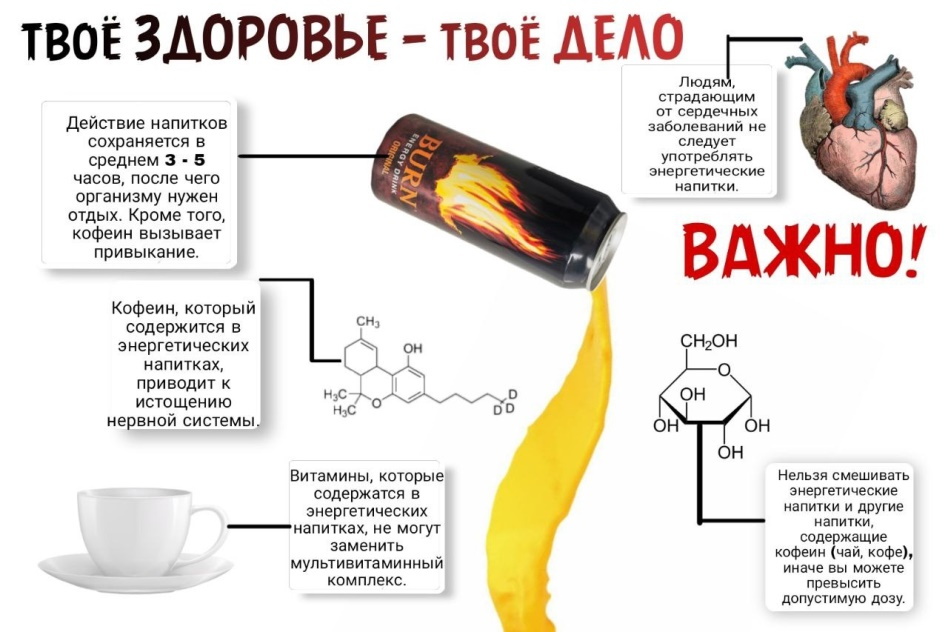 ТВОЁ ЗДОРОВЬЕ - ТВОЁ ДЕЛО
Действие напитков
сохраняется в
среднем 3 - 5
часов, после чего
организму нужен
отдых. Кроме того,
кофеин вызывает
привыкание.
BURN
ENERGY DRINK
ORIGINAL
Людям,
страдающим
от сердечных
заболеваний не
следует
употреблять
энергетические
напитки.
ВАЖНО!
Кофеин, который
содержится в
энергетических
напитках,
приводит к
истощению
нервной системы.
CH₃
OH
H₃C
H₃C
O
D
D
D
CH₂OH
O
OH
OH
OH
OH
Витамины, которые
содержатся в
энергетических
напитках, не могут
заменить
мультивитаминный
комплекс.
Нельзя смешивать
энергетические
напитки и другие
напитки,
содержащие
кофеин (чай, кофе),
иначе вы можете
превысить
допустимую дозу.